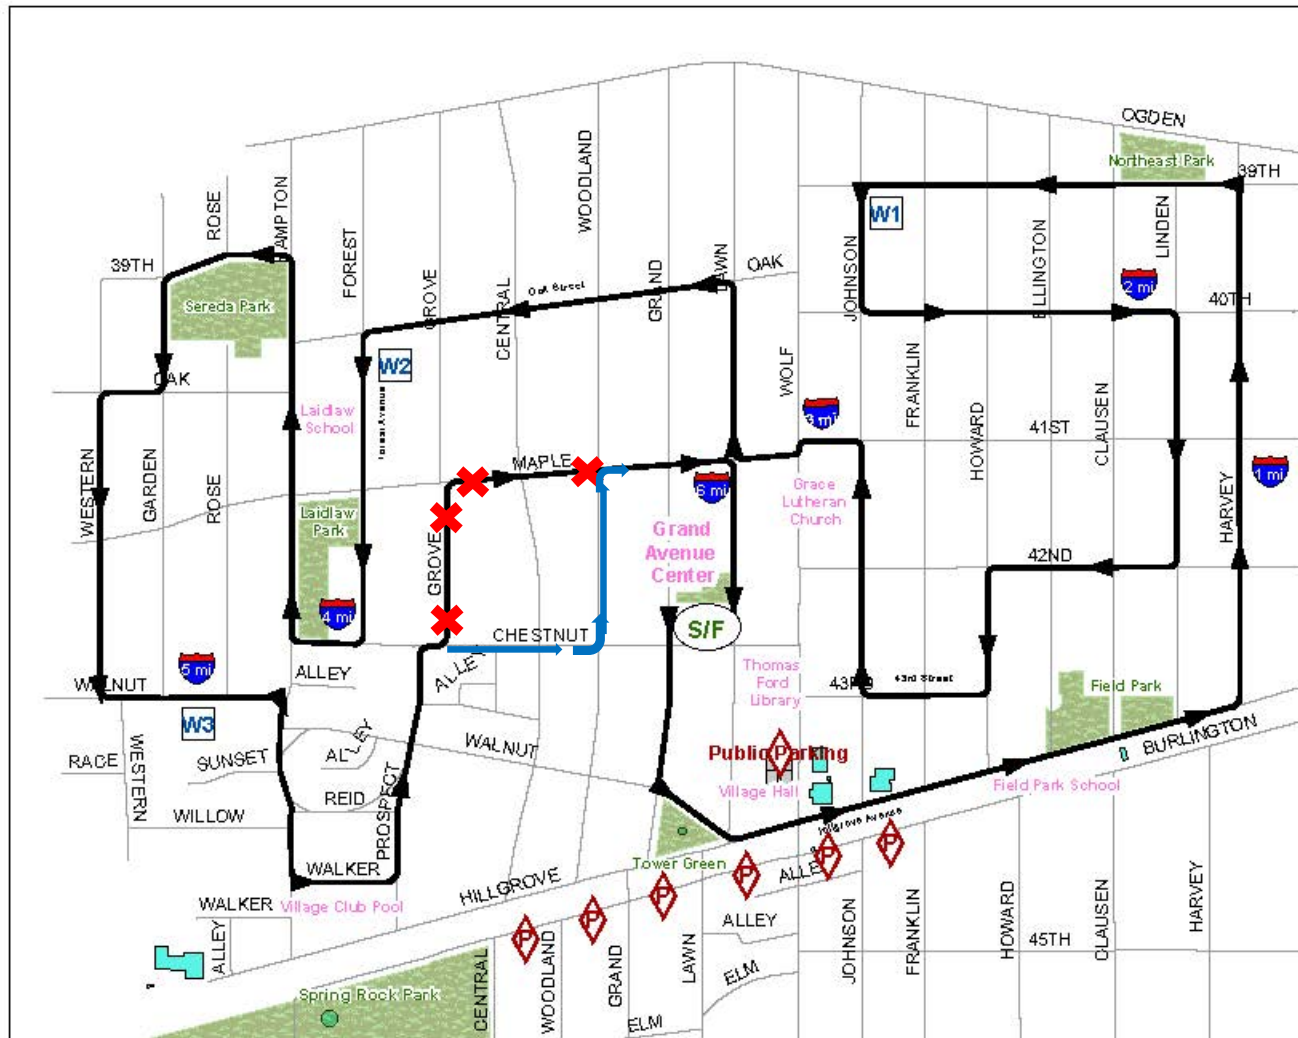 OGDEN
Northeast Park
39TH
ROSE
LAMPTON
WOODLAND
W1
JOHNSON
ELLINGTON
LINDEN
39TH
FOREST
GROVE
CENTRAL
GRAND
LAWN
OAK
2 mi
40TH
Oak Street
Sereda Park
W2
WOLF
OAK
Forest Avenue
Laidlaw
School
3 mi
FRANKLIN
HOWARD
41ST
CLAUSEN
WESTERN
GARDEN
ROSE
MAPLE
6 mi
1 mi
HARVEY
Laidlaw
Park
Grace
Lutheran
Church
Grand
Avenue
Center
GROVE
42ND
4 mi
S/F
CHESTNUT
5 mi
ALLEY
ALLEY
Thomas
Ford
Library
43RD
43rd Street
Field Park
WALNUT
W3
WALNUT
BURLINGTON
RACE
WESTERN
SUNSET
ALLEY
Public Parking
Village Hall
Field Park School
REID
PROSPECT
WILLOW
Hillgrove Avenue
WALKER
HILLGROVE
Tower Green
ALLEY
P
P
P
P
P
P
WALKER
Village Club Pool
ALLEY
ALLEY
CENTRAL
WOODLAND
GRAND
LAWN
ELM
JOHNSON
FRANKLIN
HOWARD
45TH
CLAUSEN
HARVEY
Spring Rock Park
ELM